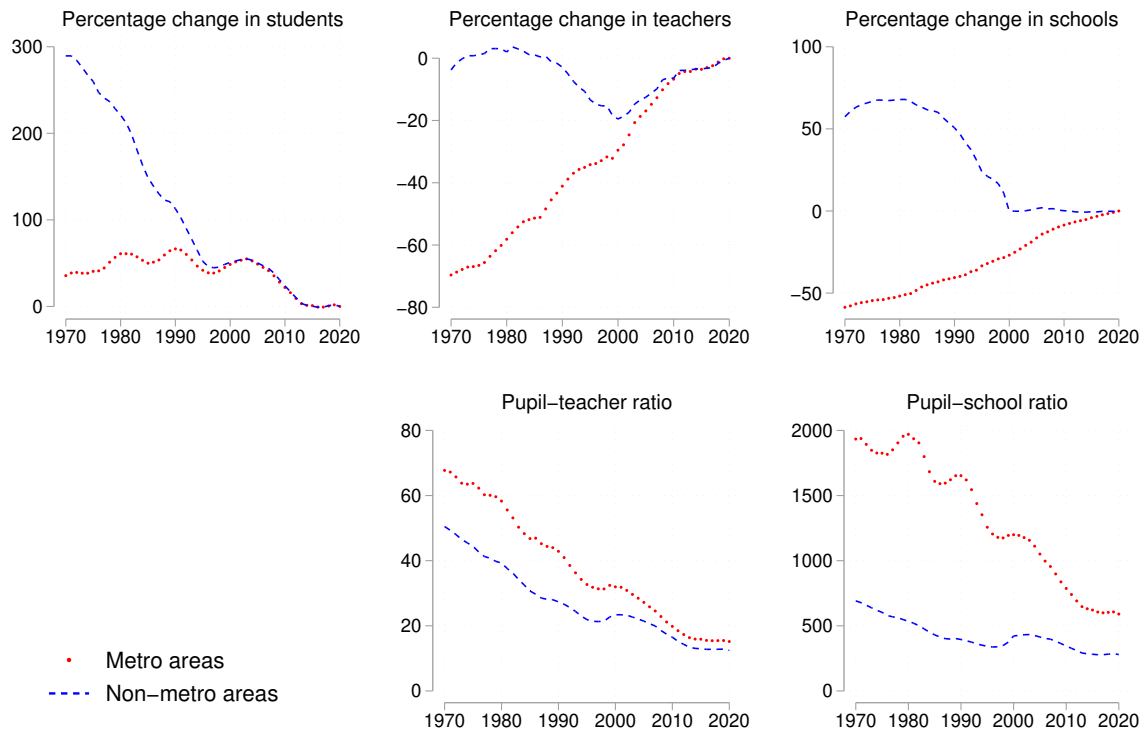 Percentage change in students
300
200
100
0
1970 1980 1990 2000 2010 2020
Percentage change in teachers
0
−20
−40
−60
−80
1970 1980 1990 2000 2010 2020
Percentage change in schools
100
50
0
−50
1970 1980 1990 2000 2010 2020
Pupil−teacher ratio
80
60
40
20
0
1970 1980 1990 2000 2010 2020
Pupil−school ratio
2000
1500
1000
500
0
1970 1980 1990 2000 2010 2020
Metro areas
Non−metro areas